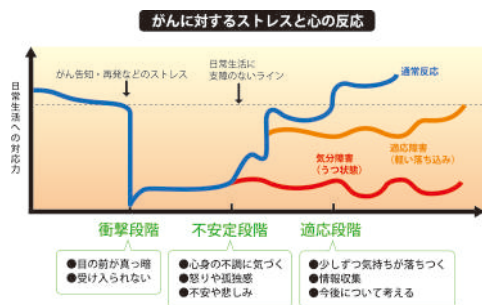 がんに対するストレスと心の反応
日常生活への対応力
がん告知・再発などのストレス
日常生活に
支障のないライン
通常反応
適応障害
（軽い落ち込み）
気分障害
（うつ状態）
衝撃段階
不安定段階
適応段階
●目の前が真っ暗
●受け入れられない
●心身の不調に気づく
●怒りや孤独感
●不安や悲しみ
●少しずつ気持ちが落ちつく
●情報収集
●今後について考える